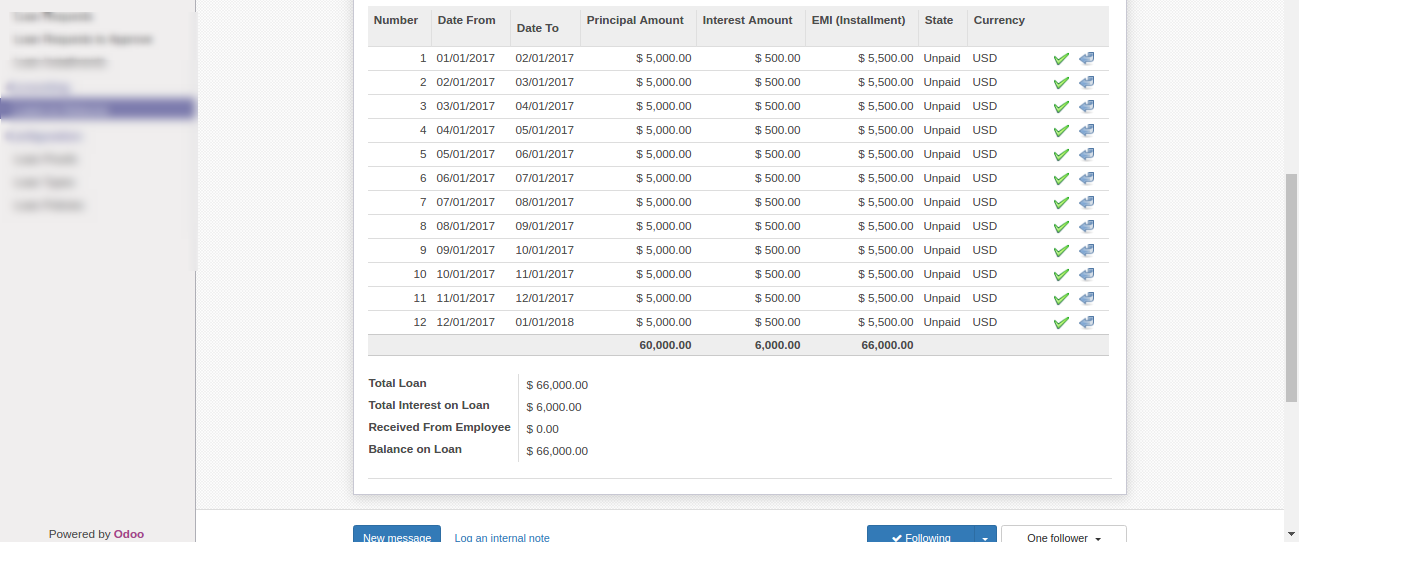 Number Date From Date To Principal Amount Interest Amount EMI (Installment) State Currency
1 01/01/2017 02/01/2017 $ 5,000.00 $ 500.00 $ 5,500.00 Unpaid USD
2 02/01/2017 03/01/2017 $ 5,000.00 $ 500.00 $ 5,500.00 Unpaid USD
3 03/01/2017 04/01/2017 $ 5,000.00 $ 500.00 $ 5,500.00 Unpaid USD
4 04/01/2017 05/01/2017 $ 5,000.00 $ 500.00 $ 5,500.00 Unpaid USD
5 05/01/2017 06/01/2017 $ 5,000.00 $ 500.00 $ 5,500.00 Unpaid USD
6 06/01/2017 07/01/2017 $ 5,000.00 $ 500.00 $ 5,500.00 Unpaid USD
7 07/01/2017 08/01/2017 $ 5,000.00 $ 500.00 $ 5,500.00 Unpaid USD
8 08/01/2017 09/01/2017 $ 5,000.00 $ 500.00 $ 5,500.00 Unpaid USD
9 09/01/2017 10/01/2017 $ 5,000.00 $ 500.00 $ 5,500.00 Unpaid USD
10 10/01/2017 11/01/2017 $ 5,000.00 $ 500.00 $ 5,500.00 Unpaid USD
11 11/01/2017 12/01/2017 $ 5,000.00 $ 500.00 $ 5,500.00 Unpaid USD
12 12/01/2017 01/01/2018 $ 5,000.00 $ 500.00 $ 5,500.00 Unpaid USD
60,000.00 6,000.00 66,000.00
Total Loan $ 66,000.00
Total Interest on Loan $ 6,000.00
Received From Employee $ 0.00
Balance on Loan $ 66,000.00
Powered by Odoo
New message Log an internal note Following One follower